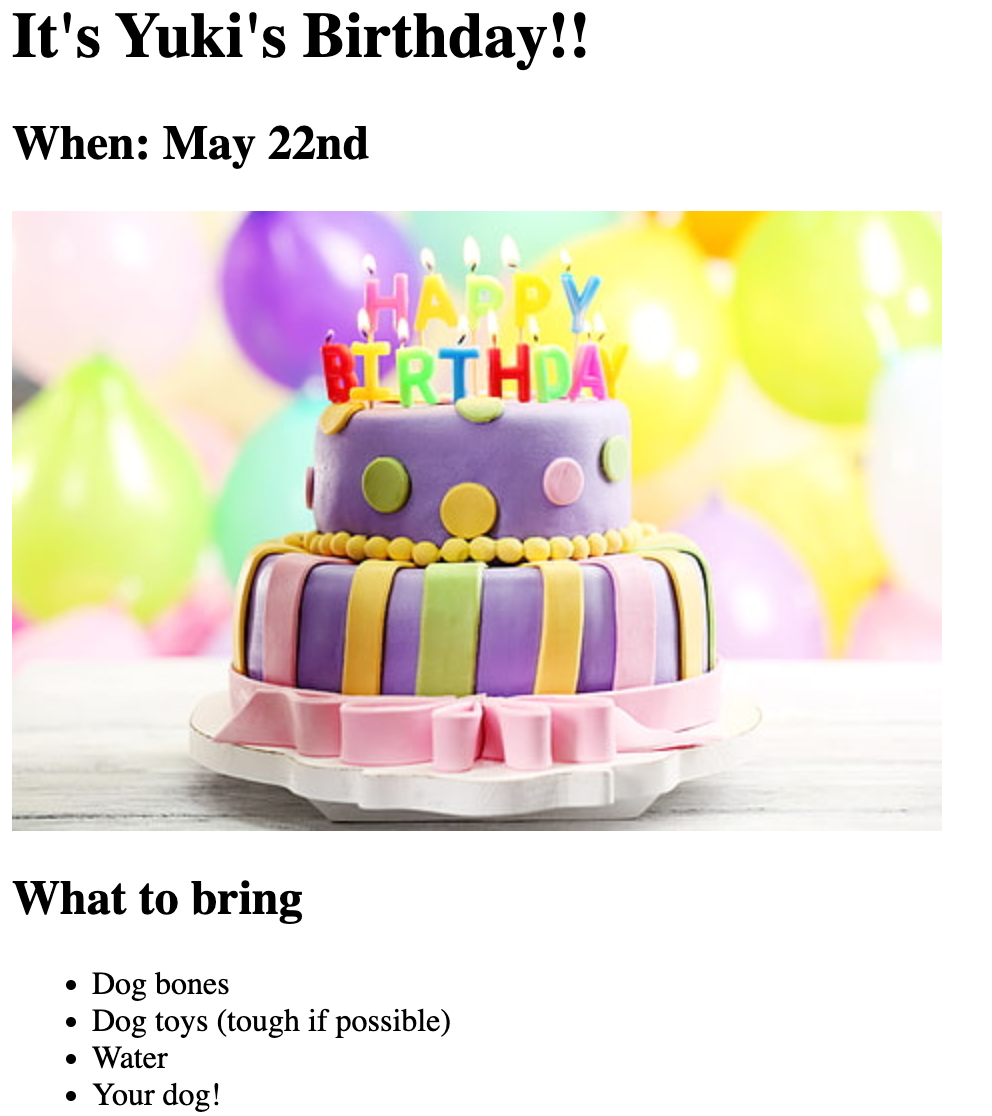 It's Yuki's Birthday!!
When: May 22nd
HAPPY
BIRTHDAY
What to bring
Dog bones
Dog toys (tough if possible)
Water
Your dog!